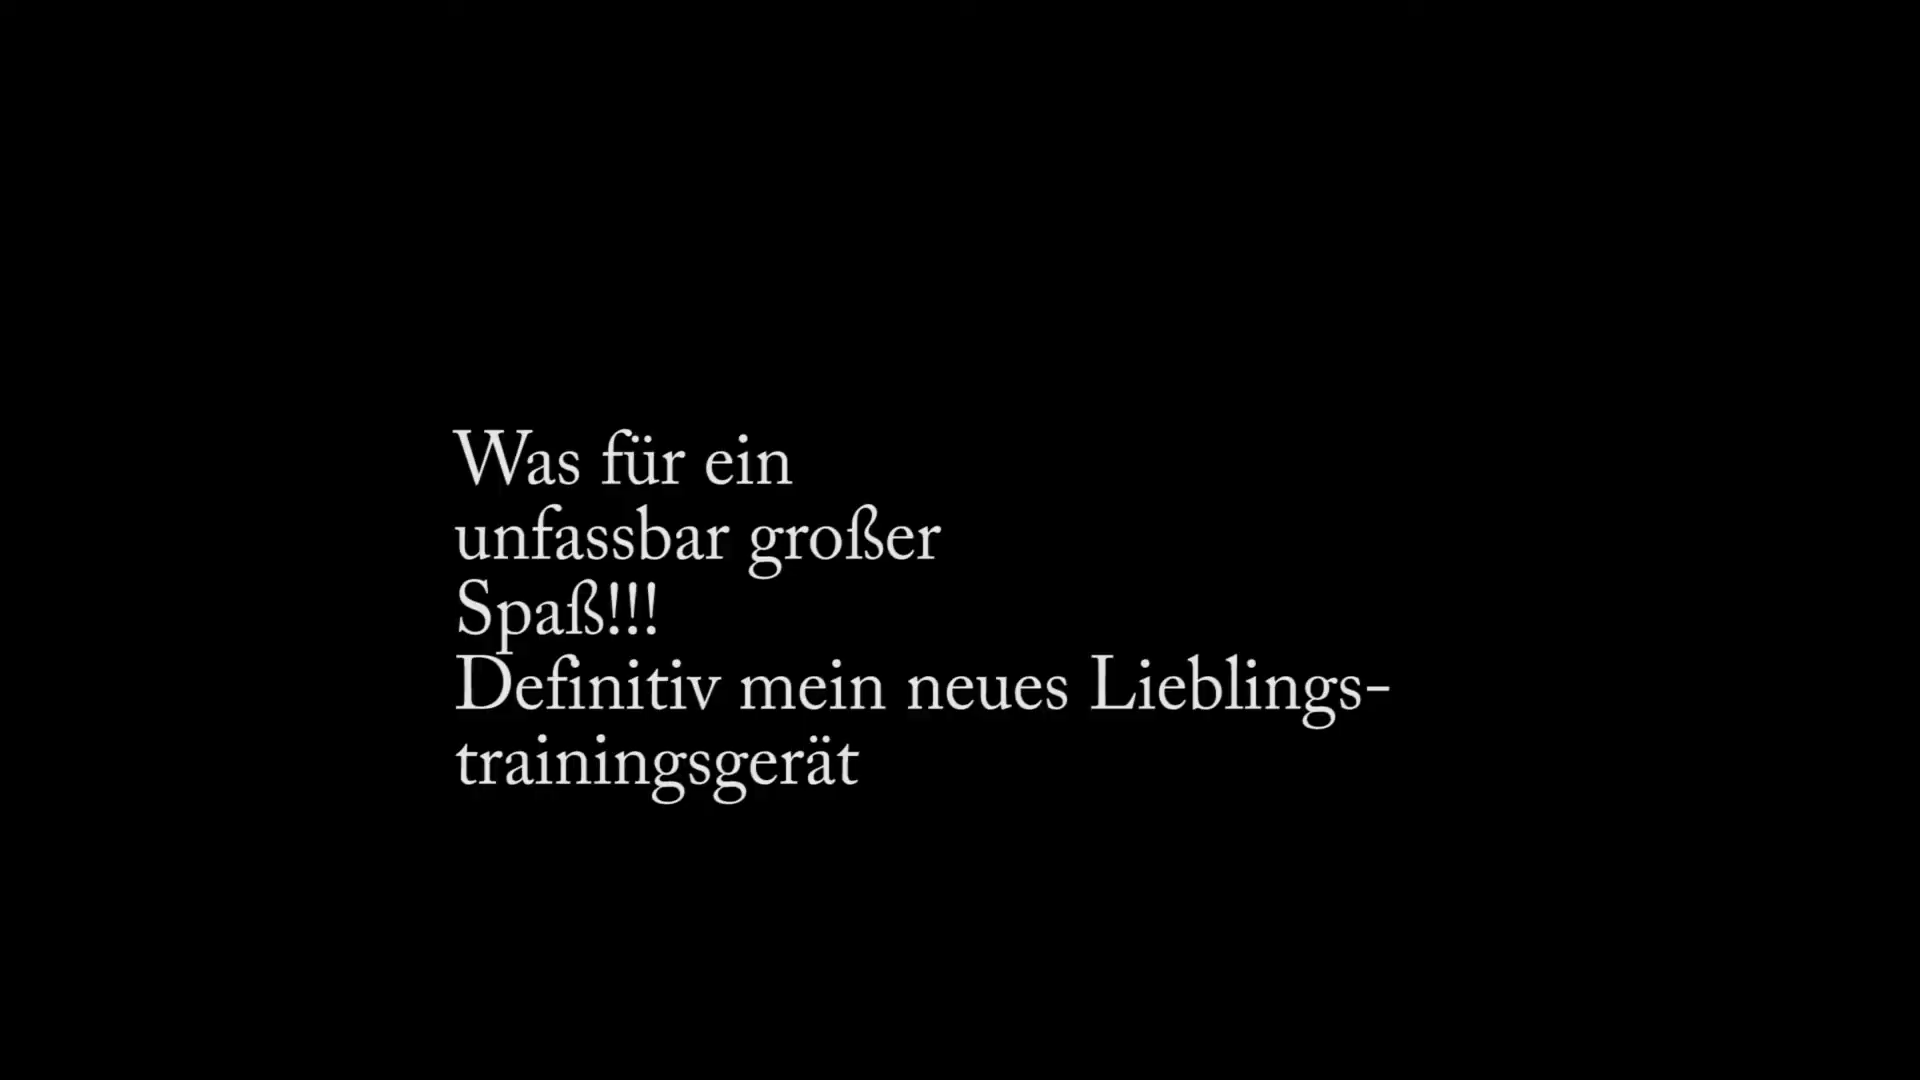 Was für ein
unfassbar großer
Spaß!!!
Definitiv mein neues Lieblings-
trainingsgerät